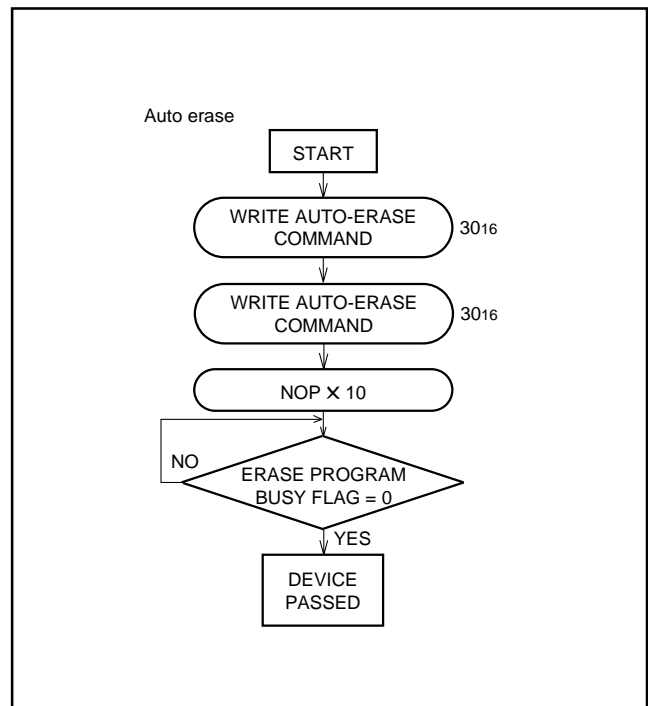 Auto erase
START
WRITE AUTO-ERASE
COMMAND
3016
WRITE AUTO-ERASE
COMMAND
3016
NOP × 10
NO
ERASE PROGRAM
BUSY FLAG = 0
YES
DEVICE
PASSED